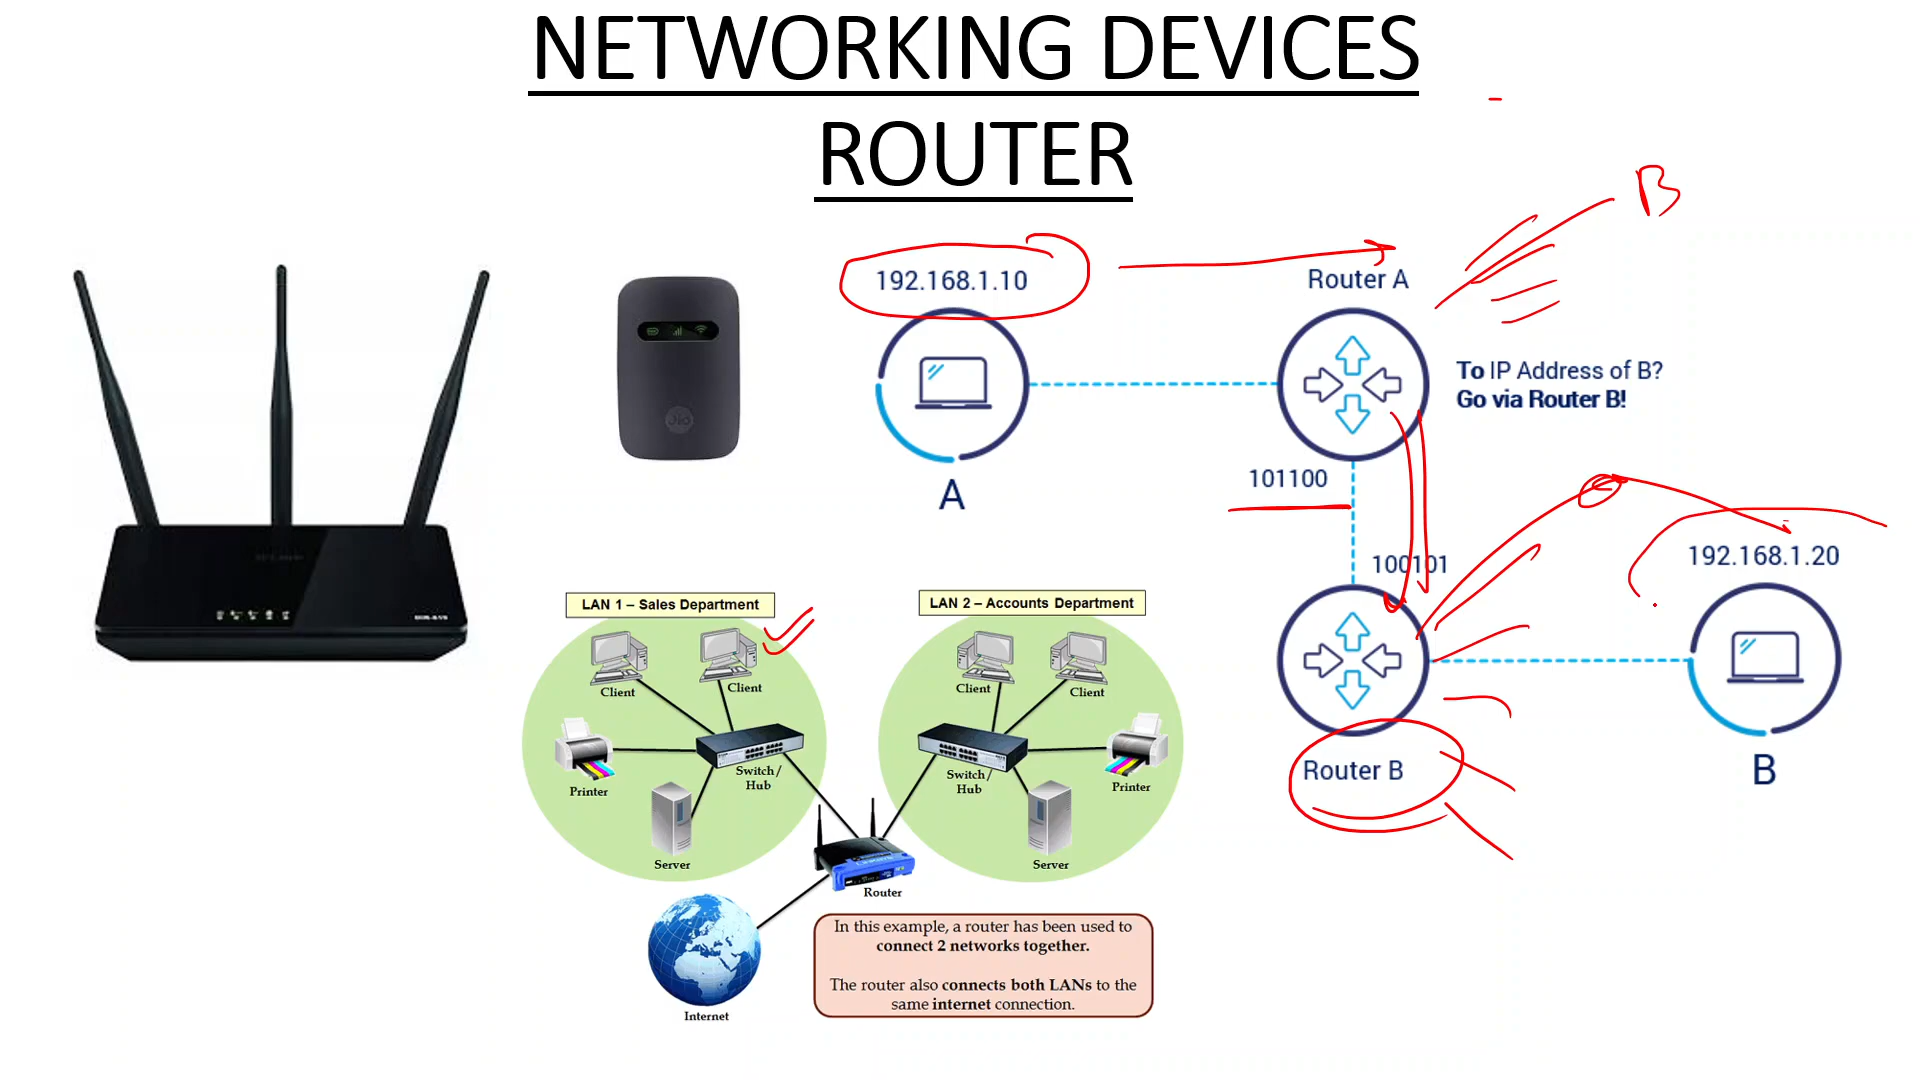 NETWORKING DEVICES
ROUTER
B
192.168.1.10
Router A
To IP Address of B?
Go via Router B!
Jio
A
101100
100101
192.168.1.20
LAN 1 – Sales Department
LAN 2 – Accounts Department
Client
Client
Client
Client
Printer
Switch/
Hub
Switch/
Hub
Printer
Router B
B
Server
Server
Router
In this example, a router has been used to
connect 2 networks together.
The router also connects both LANs to the
same internet connection.
Internet